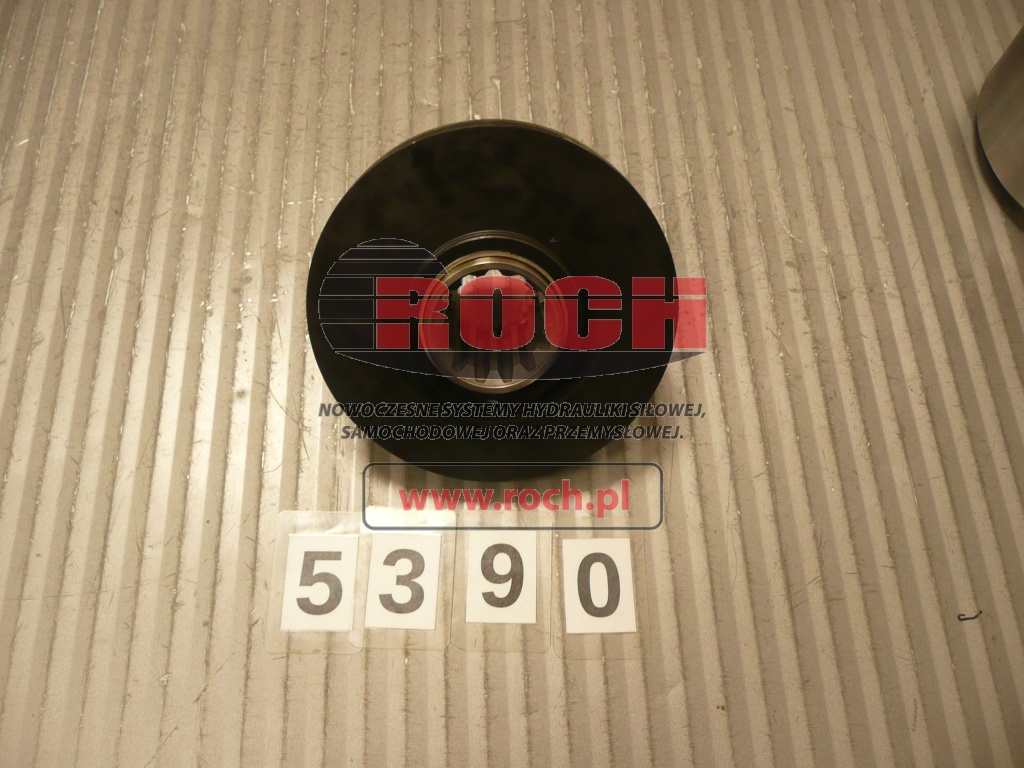 ROCH
NOWOCZESNE SYSTEMY HYDRAULIKI SIŁOWEJ,
SAMOCHODOWEJ ORAZ PRZEMYSŁOWEJ.
www.roch.pl
5390